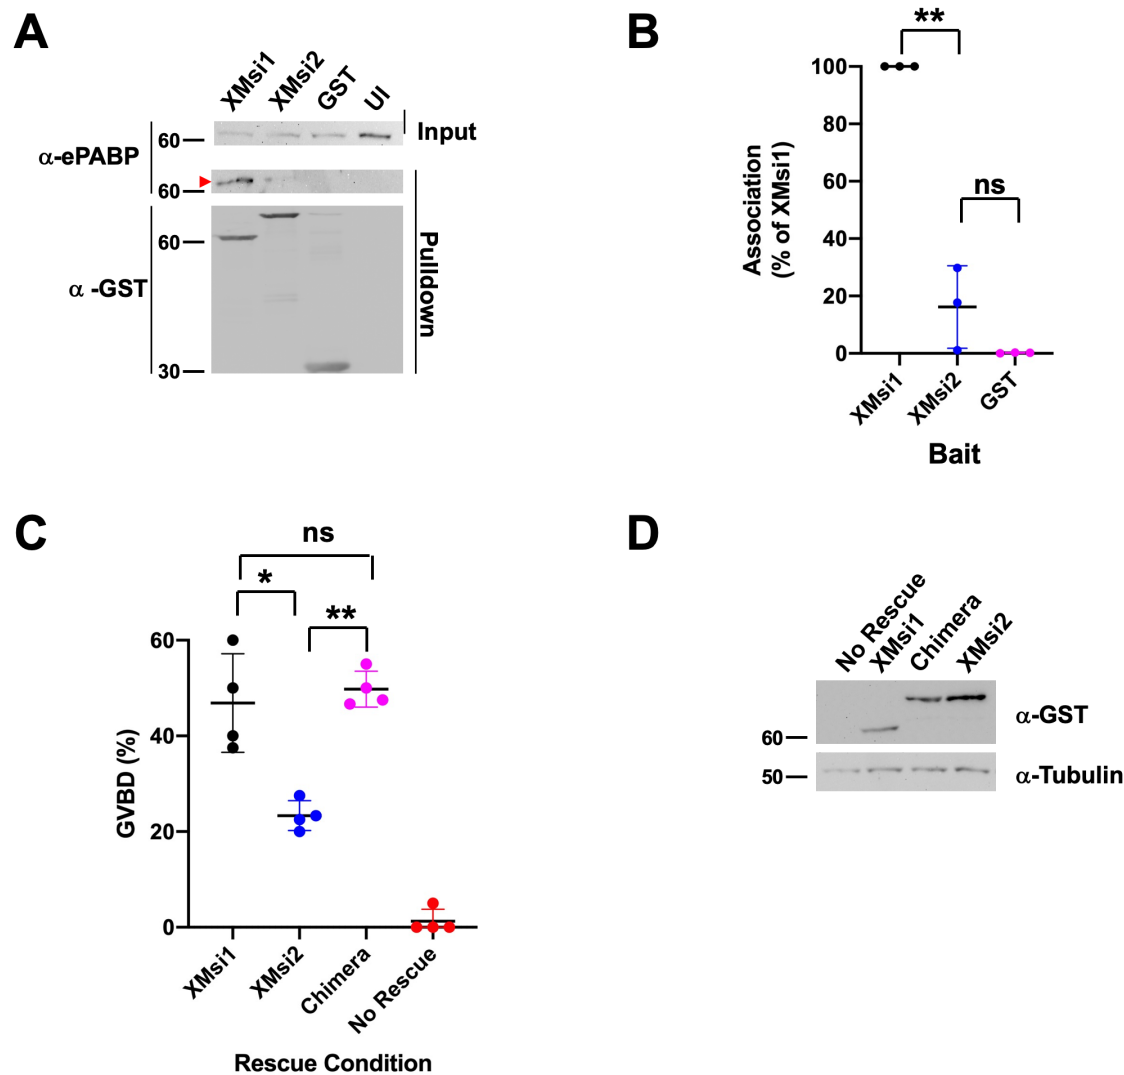 A
XMsi1 XMsi2 GST UI
60 Input
α-ePABP
60
60
α -GST
30
Pulldown
B
**
ns
Association
(% of XMsi1)
100
80
60
40
20
0
XMsi1 XMsi2 GST
Bait
C
ns
*
**
GVBD (%)
60
40
20
0
XMsi1 XMsi2 Chimera No Rescue
Rescue Condition
D
No Rescue XMsi1 Chimera XMsi2
α-GST
60
50 α-Tubulin